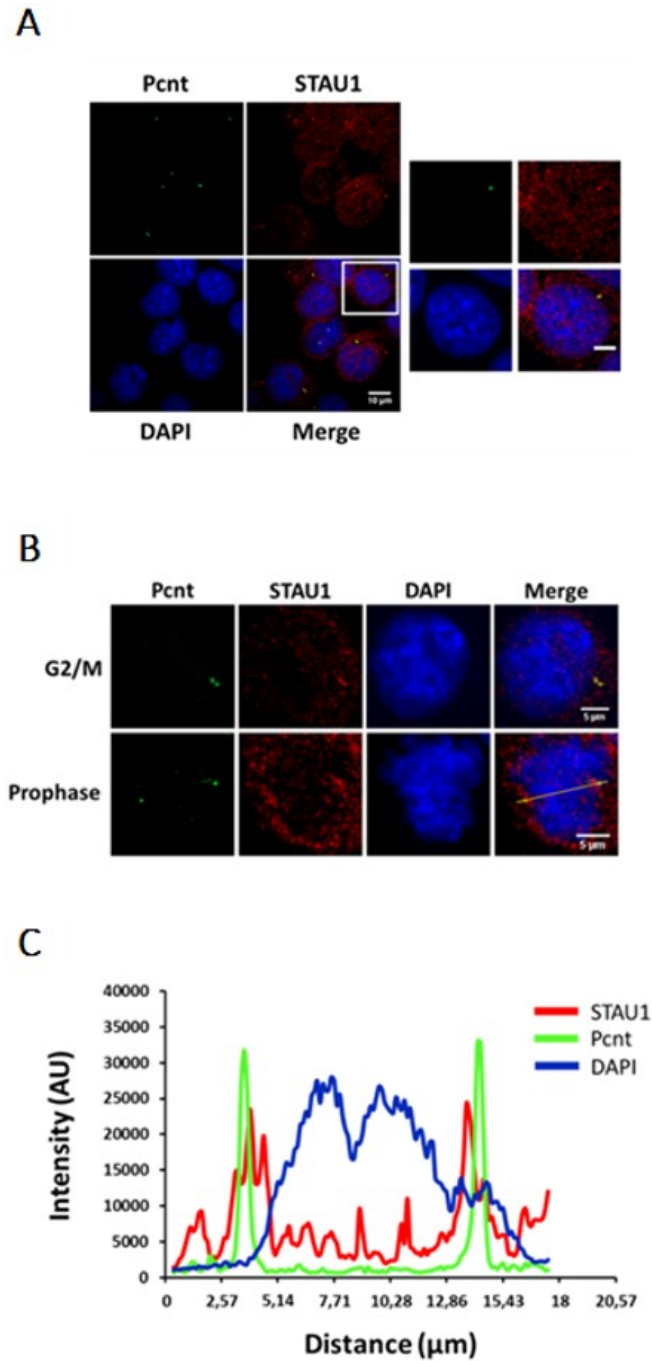 A
Pcnt STAU1
10 µm
DAPI Merge
B
Pcnt STAU1 DAPI Merge
G2/M
5 µm
Prophase
5 µm
C
40000
35000
30000
25000
20000
15000
10000
5000
0
Intensity (AU)
STAU1
Pcnt
DAPI
0 2,57 5,14 7,71 10,28 12,86 15,43 18 20,57
Distance (µm)